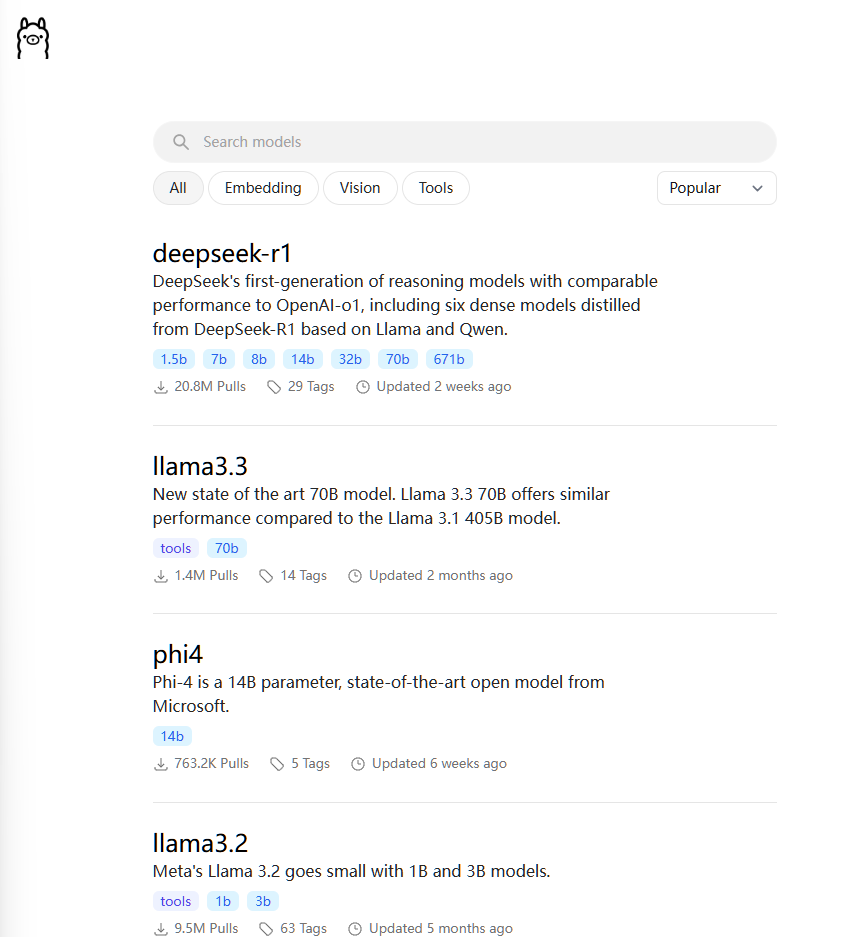 Search models
All Embedding Vision Tools Popular
deepseek-r1
DeepSeek's first-generation of reasoning models with comparable
performance to OpenAI-o1, including six dense models distilled
from DeepSeek-R1 based on Llama and Qwen.
1.5b 7b 8b 14b 32b 70b 671b
20.8M Pulls 29 Tags Updated 2 weeks ago
llama3.3
New state of the art 70B model. Llama 3.3 70B offers similar
performance compared to the Llama 3.1 405B model.
tools 70b
1.4M Pulls 14 Tags Updated 2 months ago
phi4
Phi-4 is a 14B parameter, state-of-the-art open model from
Microsoft.
14b
763.2K Pulls 5 Tags Updated 6 weeks ago
llama3.2
Meta's Llama 3.2 goes small with 1B and 3B models.
tools 1b 3b
9.5M Pulls 63 Tags Updated 5 months ago